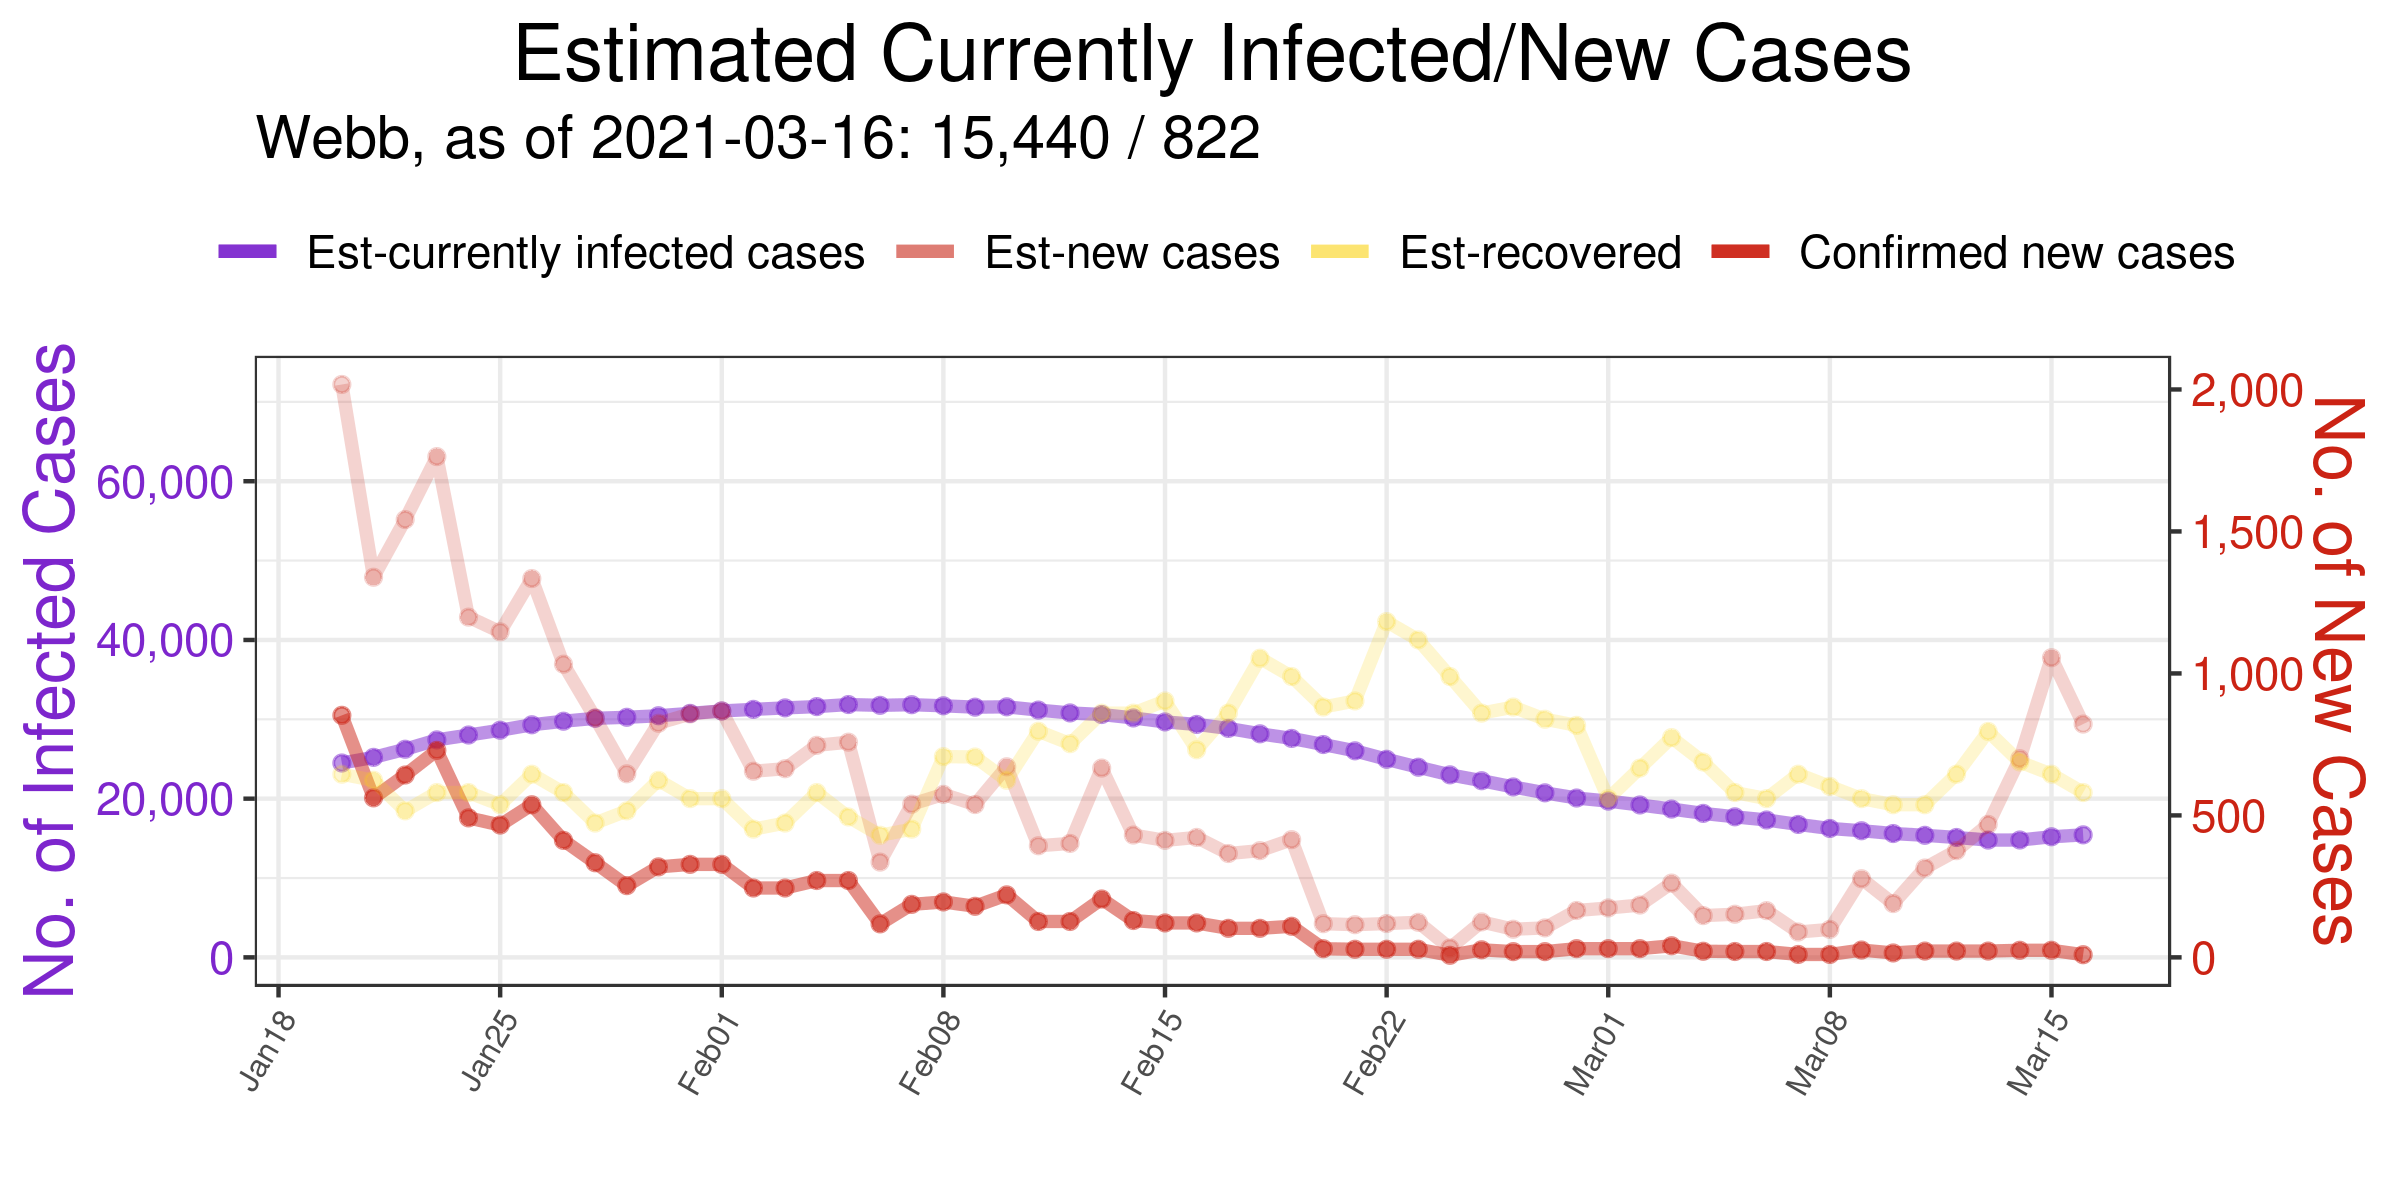 Estimated Currently Infected/New Cases
Webb, as of 2021-03-16: 15,440 / 822
Est-currently infected cases
Est-new cases
Est-recovered
Confirmed new cases
No. of Infected Cases
60,000
40,000
20,000
0
2,000
1,500
1,000
500
0
No. of New Cases
Jan18
Jan25
Feb01
Feb08
Feb15
Feb22
Mar01
Mar08
Mar15